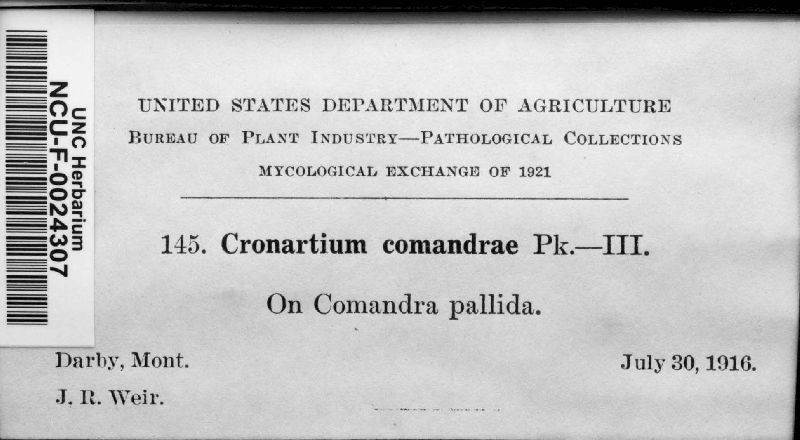 UNC Herbarium
NCU-F-0024307
UNITED STATES DEPARTMENT OF AGRICULTURE
BUREAU OF PLANT INDUSTRY—PATHOLOGICAL COLLECTIONS
MYCOLOGICAL EXCHANGE OF 1921
145. Cronartium comandrae Pk.—III.
On Comandra pallida.
Darby, Mont.
July 30, 1916.
J. R. Weir.